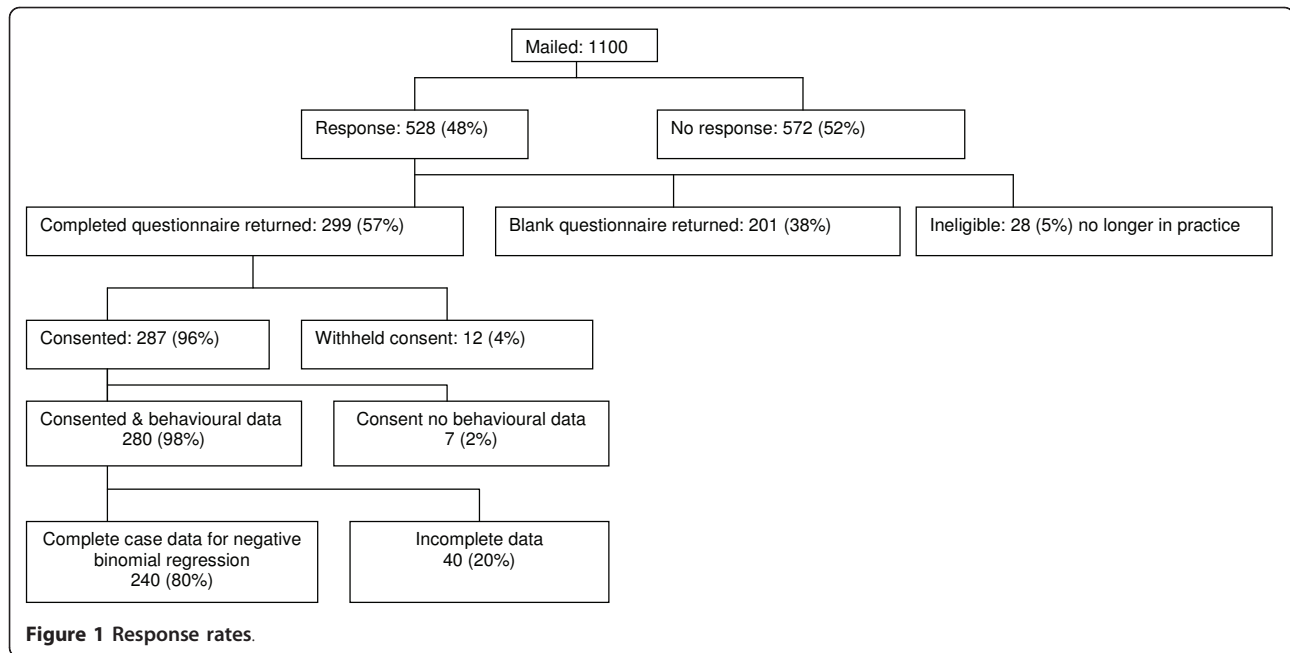 Mailed: 1100
Response: 528 (48%)
No response: 572 (52%)
Completed questionnaire returned: 299 (57%)
Blank questionnaire returned: 201 (38%)
Ineligible: 28 (5%) no longer in practice
Consented: 287 (96%)
Withheld consent: 12 (4%)
Consented & behavioural data
280 (98%)
Consent no behavioural data
7 (2%)
Complete case data for negative
binomial regression
240 (80%)
Incomplete data
40 (20%)
Figure 1 Response rates.